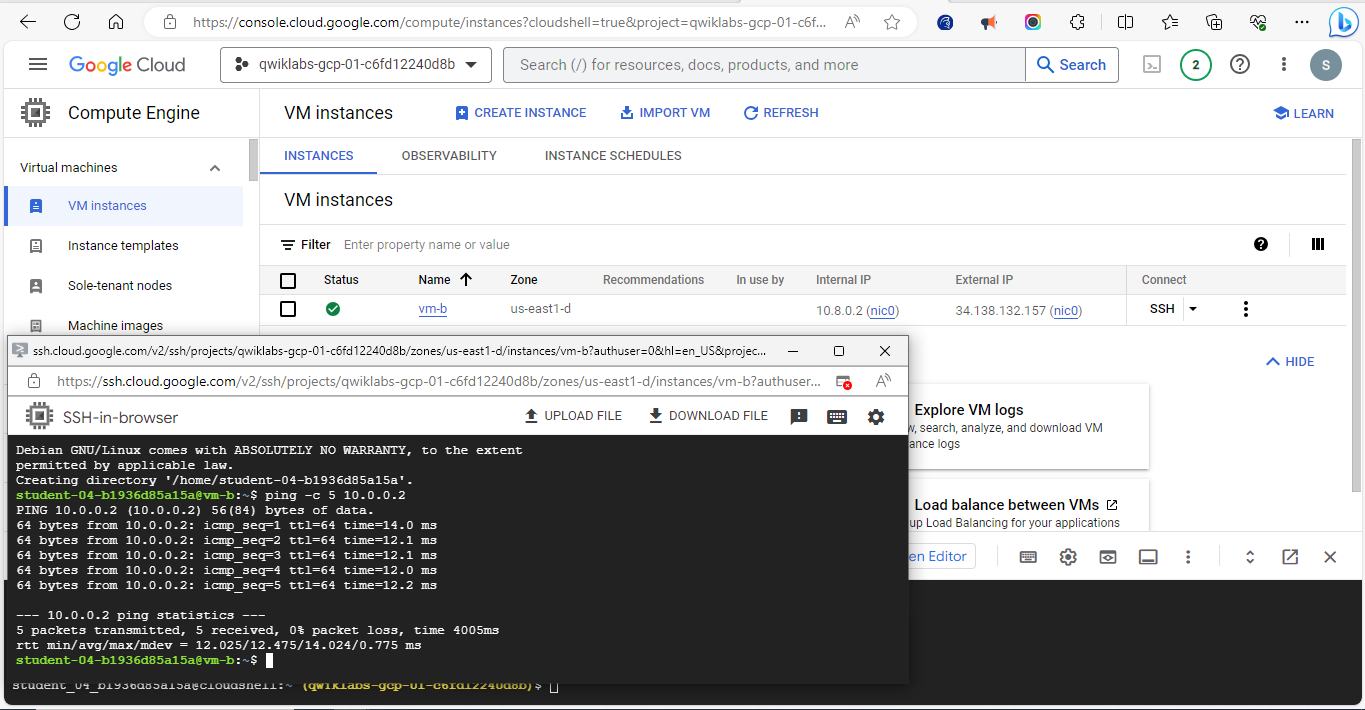 https://console.cloud.google.com/compute/instances?cloudshell=true&project=qwiklabs-gcp-01-c6f...
Google Cloud
qwiklabs-gcp-01-c6fd12240d8b
Search (/) for resources, docs, products, and more
Search
2
S
Compute Engine
VM instances
CREATE INSTANCE
IMPORT VM
REFRESH
LEARN
Virtual machines
VM instances
Instance templates
Sole-tenant nodes
Machine images
INSTANCES
OBSERVABILITY
INSTANCE SCHEDULES
VM instances
Filter
Enter property name or value
Status
Name
Zone
Recommendations
In use by
Internal IP
External IP
Connect
vm-b
us-east1-d
10.8.0.2 (nic0)
34.138.132.157 (nic0)
SSH
HIDE
Explore VM logs
w, search, analyze, and download VM
ance logs
Load balance between VMs
up Load Balancing for your applications
en Editor
ssh.cloud.google.com/v2/ssh/projects/qwiklabs-gcp-01-c6fd12240d8b/zones/us-east1-d/instances/vm-b?authuser=0&hl=en_US&projec...
https://ssh.cloud.google.com/v2/ssh/projects/qwiklabs-gcp-01-c6fd12240d8b/zones/us-east1-d/instances/vm-b?authuser...
SSH-in-browser
UPLOAD FILE
DOWNLOAD FILE
Debian GNU/Linux comes with ABSOLUTELY NO WARRANTY, to the extent
permitted by applicable law.
Creating directory '/home/student-04-b1936d85a15a'.
student-04-b1936d85a15a@vm-b:~$ ping -c 5 10.0.0.2
PING 10.0.0.2 (10.0.0.2) 56(84) bytes of data.
64 bytes from 10.0.0.2: icmp_seq=1 ttl=64 time=14.0 ms
64 bytes from 10.0.0.2: icmp_seq=2 ttl=64 time=12.1 ms
64 bytes from 10.0.0.2: icmp_seq=3 ttl=64 time=12.1 ms
64 bytes from 10.0.0.2: icmp_seq=4 ttl=64 time=12.0 ms
64 bytes from 10.0.0.2: icmp_seq=5 ttl=64 time=12.2 ms
--- 10.0.0.2 ping statistics ---
5 packets transmitted, 5 received, 0% packet loss, time 4005ms
rtt min/avg/max/mdev = 12.025/12.475/14.024/0.775 ms
student-04-b1936d85a15a@vm-b:~$
student_04_b1936d85a15a@cloudshell:~ (qwiklabs-gcp-01-c6fd12240d8b)$